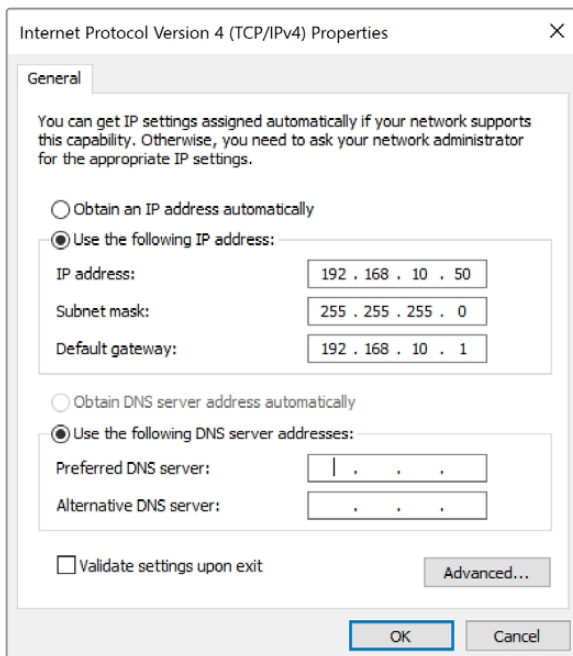 Internet Protocol Version 4 (TCP/IPv4) Properties
General
You can get IP settings assigned automatically if your network supports
this capability. Otherwise, you need to ask your network administrator
for the appropriate IP settings.
Obtain an IP address automatically
Use the following IP address:
IP address: 192 . 168 . 10 . 50
Subnet mask: 255 . 255 . 255 . 0
Default gateway: 192 . 168 . 10 . 1
Obtain DNS server address automatically
Use the following DNS server addresses:
Preferred DNS server: . . .
Alternative DNS server: . . .
Validate settings upon exit
Advanced...
OK Cancel